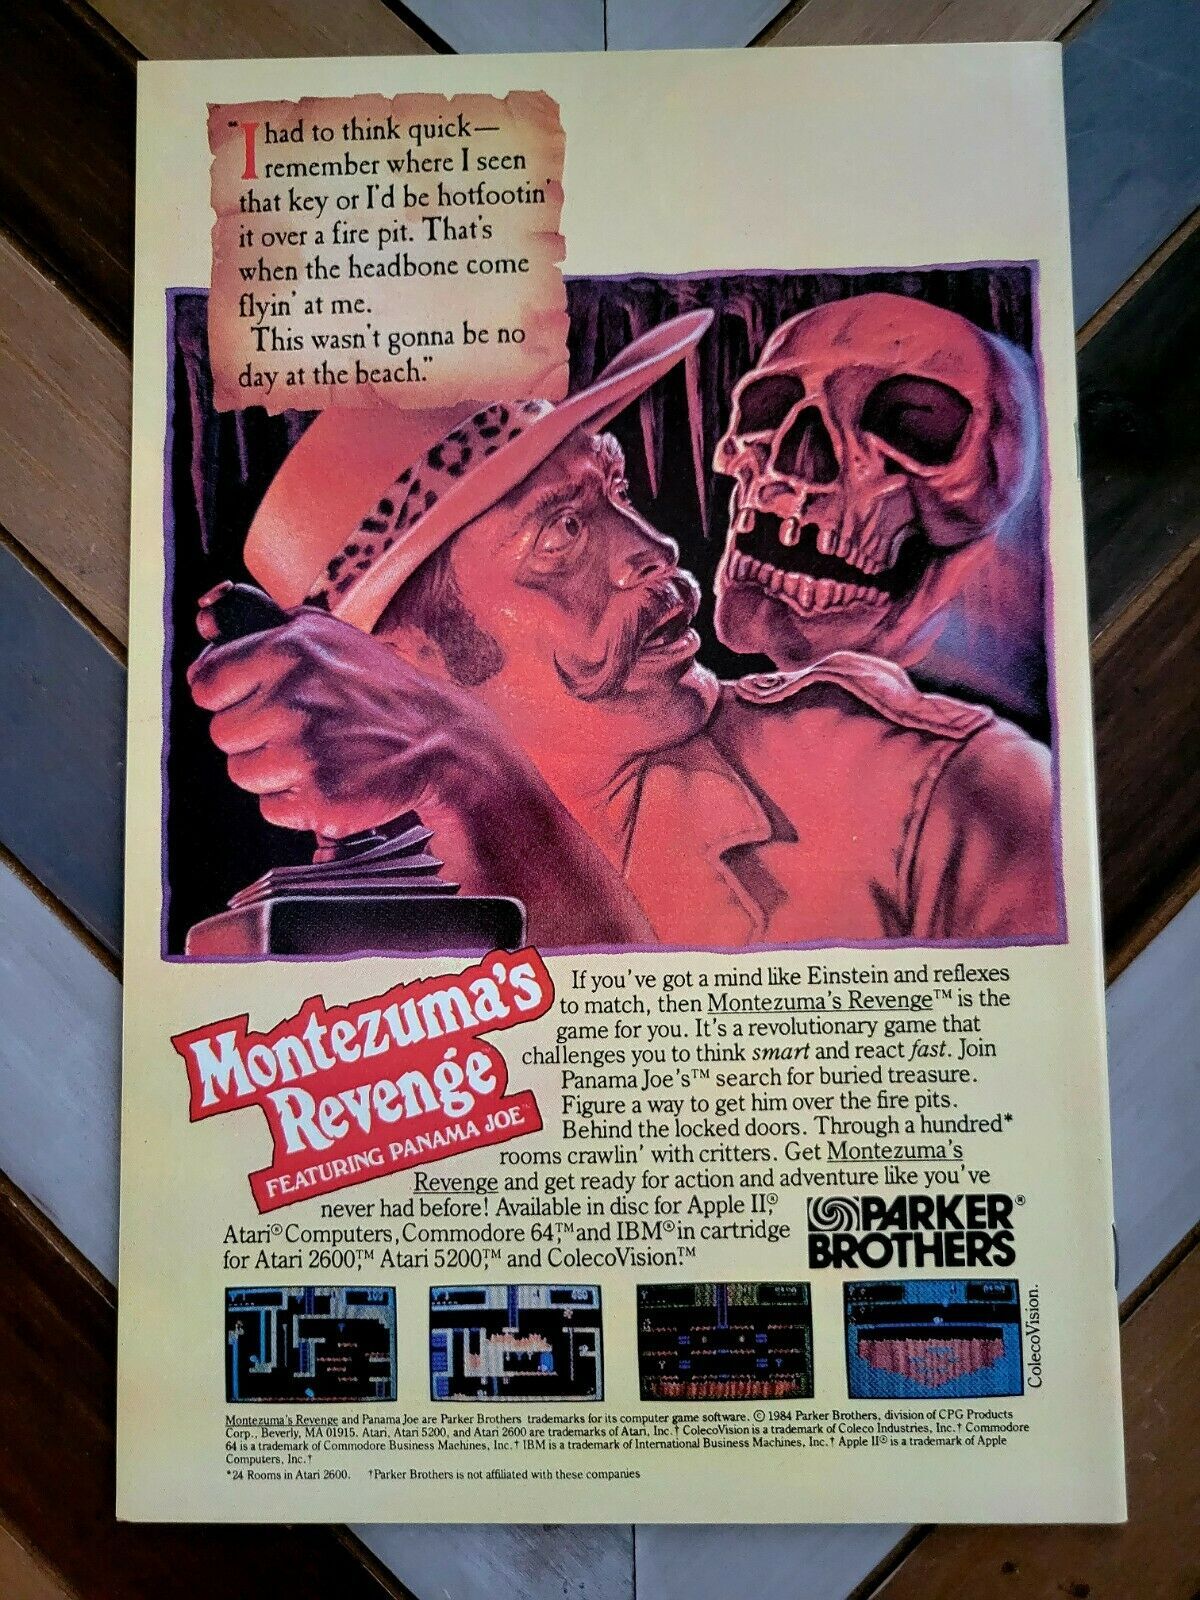 "I had to think quick—
remember where I seen
that key or I'd be hotfootin'
it over a fire pit. That's
when the headbone come
flyin' at me.
This wasn't gonna be no
day at the beach."
Montezuma's
Revenge
FEATURING PANAMA JOE™
If you've got a mind like Einstein and reflexes
to match, then Montezuma's Revenge™ is the
game for you. It's a revolutionary game that
challenges you to think smart and react fast. Join
Panama Joe's™ search for buried treasure.
Figure a way to get him over the fire pits.
Behind the locked doors. Through a hundred*
rooms crawlin' with critters. Get Montezuma's
Revenge and get ready for action and adventure like you've
never had before! Available in disc for Apple II,®
Atari® Computers, Commodore 64,™ and IBM® in cartridge
for Atari 2600,™ Atari 5200,™ and ColecoVision.™
PARKER®
BROTHERS
ColecoVision.
Montezuma's Revenge and Panama Joe are Parker Brothers trademarks for its computer game software. © 1984 Parker Brothers, division of CPG Products
Corp., Beverly, MA 01915. Atari, Atari 5200, and Atari 2600 are trademarks of Atari, Inc.† ColecoVision is a trademark of Coleco Industries, Inc.† Commodore
64 is a trademark of Commodore Business Machines, Inc.† IBM is a trademark of International Business Machines, Inc.† Apple II® is a trademark of Apple
Computers, Inc.†
*24 Rooms in Atari 2600. †Parker Brothers is not affiliated with these companies